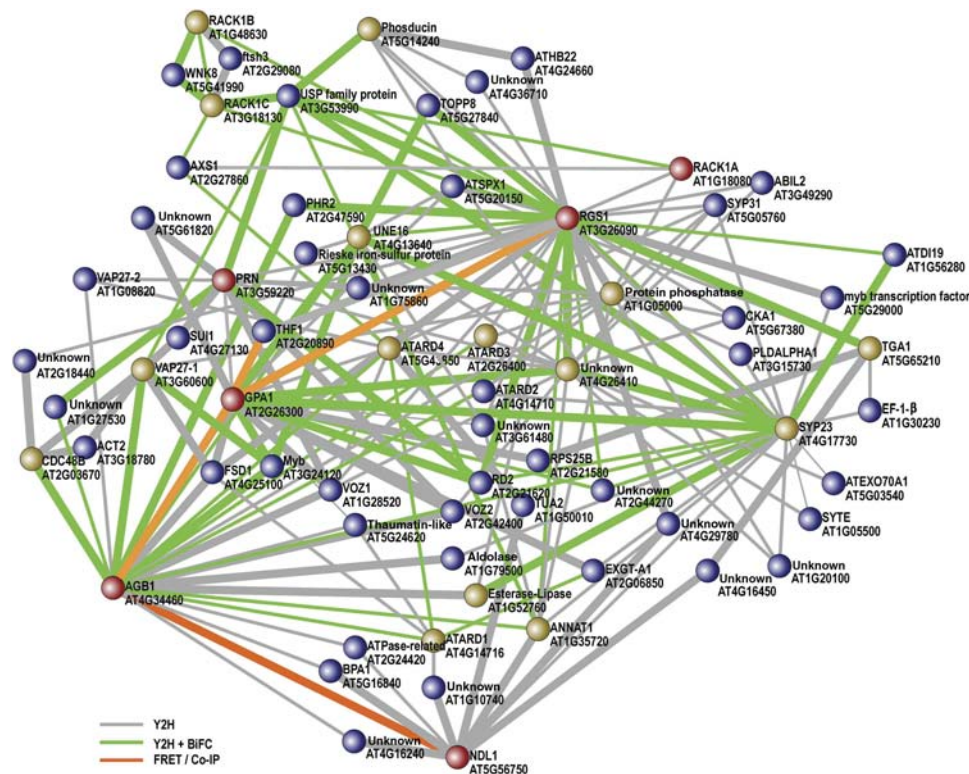 RACK1B
AT1G48630
ftsh3
AT2G29080
WNK8
AT5G41990
RACK1C
AT3G18130
USP family protein
AT3G53990
Phosducin
AT5G14240
ATHB22
AT4G24660
Unknown
AT4G36710
TOPP8
AT5G27840
AXS1
AT2G27860
ATSPX1
AT5G20150
RACK1A
AT1G18080
ABIL2
AT3G49290
SYP31
AT5G05760
PHR2
AT2G47590
Unknown
AT5G61820
UNE16
AT4G13640
RGS1
AT3G26090
Rieske iron-sulfur protein
AT5G13430
ATDI19
AT1G56280
VAP27-2
AT1G08820
PRN
AT3G59220
Unknown
AT1G75860
Protein phosphatase
AT1G05000
myb transcription factor
AT5G29000
CKA1
AT5G67380
SUI1
AT4G27130
THF1
AT2G20890
ATARD4
ATARD3
AT2G26400
PLDALPHA1
AT3G15730
TGA1
AT5G65210
Unknown
AT2G18440
VAP27-1
AT3G60600
Unknown
AT4G26410
GPA1
AT2G26300
ATARD2
AT4G14710
Unknown
AT1G27530
EF-1-β
AT1G30230
Unknown
AT3G61480
SYP23
AT4G17730
ACT2
AT3G18780
CDC48B
AT2G03670
FSD1
AT4G25100
Myb
AT3G24120
RPS25B
AT2G21580
VOZ1
AT1G28520
RD2
AT2G21620
Unknown
AT2G44270
ATEXO70A1
AT5G03540
VOZ2
AT2G42400
TUA2
AT1G50010
Thaumatin-like
AT5G24620
Unknown
AT4G29780
SYTE
AT1G05500
Aldolase
AT1G79500
EXGT-A1
AT2G06850
Unknown
AT4G16450
Unknown
AT1G20100
AGB1
AT4G34460
Esterase-Lipase
AT1G52760
ANNAT1
AT1G35720
ATARD1
AT4G14716
ATPase-related
AT2G24420
BPA1
AT5G16840
Unknown
AT1G10740
Unknown
AT4G16240
NDL1
AT5G56750
Y2H
Y2H + BiFC
FRET / Co-IP